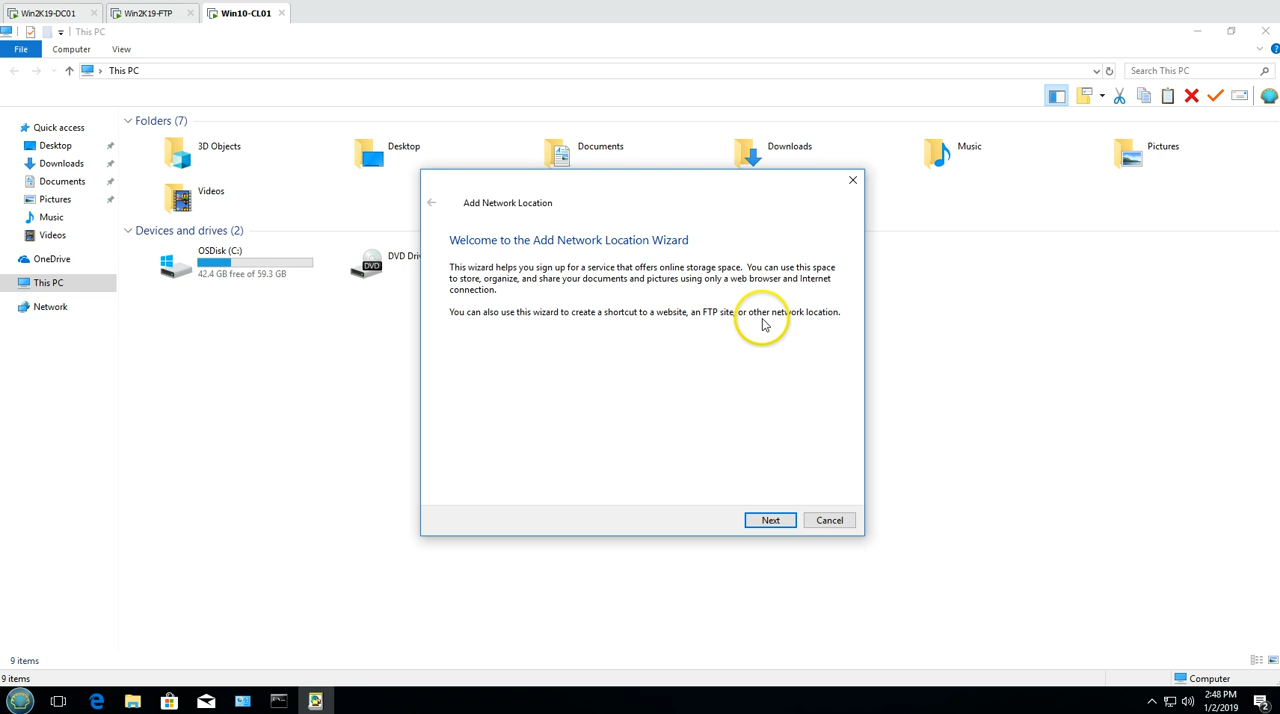 Win2K19-DC01
Win2K19-FTP
Win10-CL01
This PC
File
Computer
View
This PC
Search This PC
Quick access
Desktop
Downloads
Documents
Pictures
Music
Videos
OneDrive
This PC
Network
Folders (7)
3D Objects
Desktop
Documents
Downloads
Music
Pictures
Videos
Devices and drives (2)
OSDisk (C:)
42.4 GB free of 59.3 GB
DVD
DVD Dri
Add Network Location
Welcome to the Add Network Location Wizard
This wizard helps you sign up for a service that offers online storage space. You can use this space
to store, organize, and share your documents and pictures using only a web browser and Internet
connection.
You can also use this wizard to create a shortcut to a website, an FTP site, or other network location.
Next
Cancel
9 items
9 items
Computer
2:48 PM
1/2/2019
2